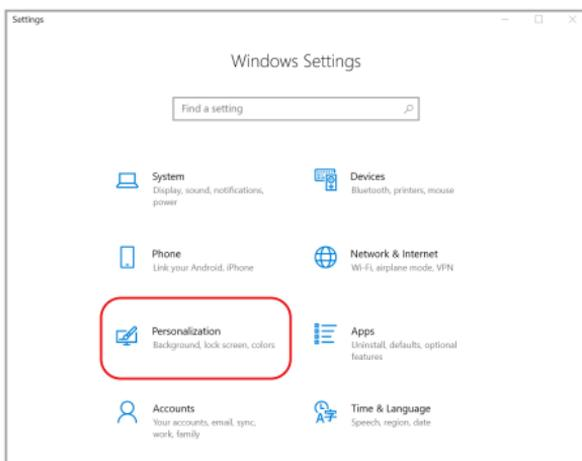 Settings
Windows Settings
Find a setting
System
Display, sound, notifications,
power
Devices
Bluetooth, printers, mouse
Phone
Link your Android, iPhone
Network & Internet
Wi-Fi, airplane mode, VPN
Personalization
Background, lock screen, colors
Apps
Uninstall, defaults, optional
features
Accounts
Your accounts, email, sync,
work, family
Time & Language
Speech, region, date